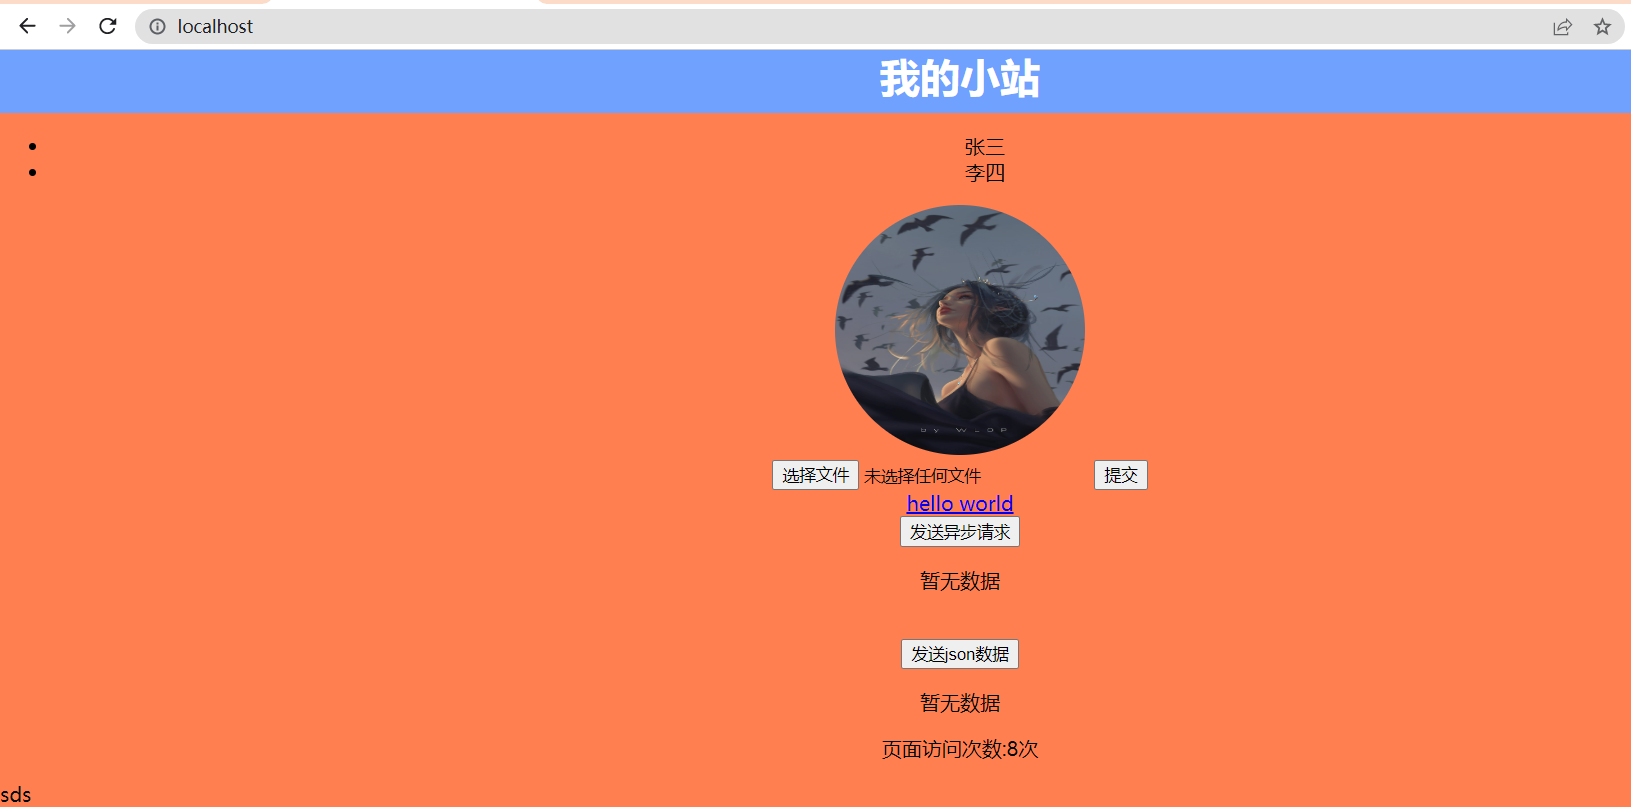 localhost
我的小站
张三
李四
by WLOP
选择文件 未选择任何文件 提交
hello world
发送异步请求
暂无数据
发送json数据
暂无数据
页面访问次数:8次
sds